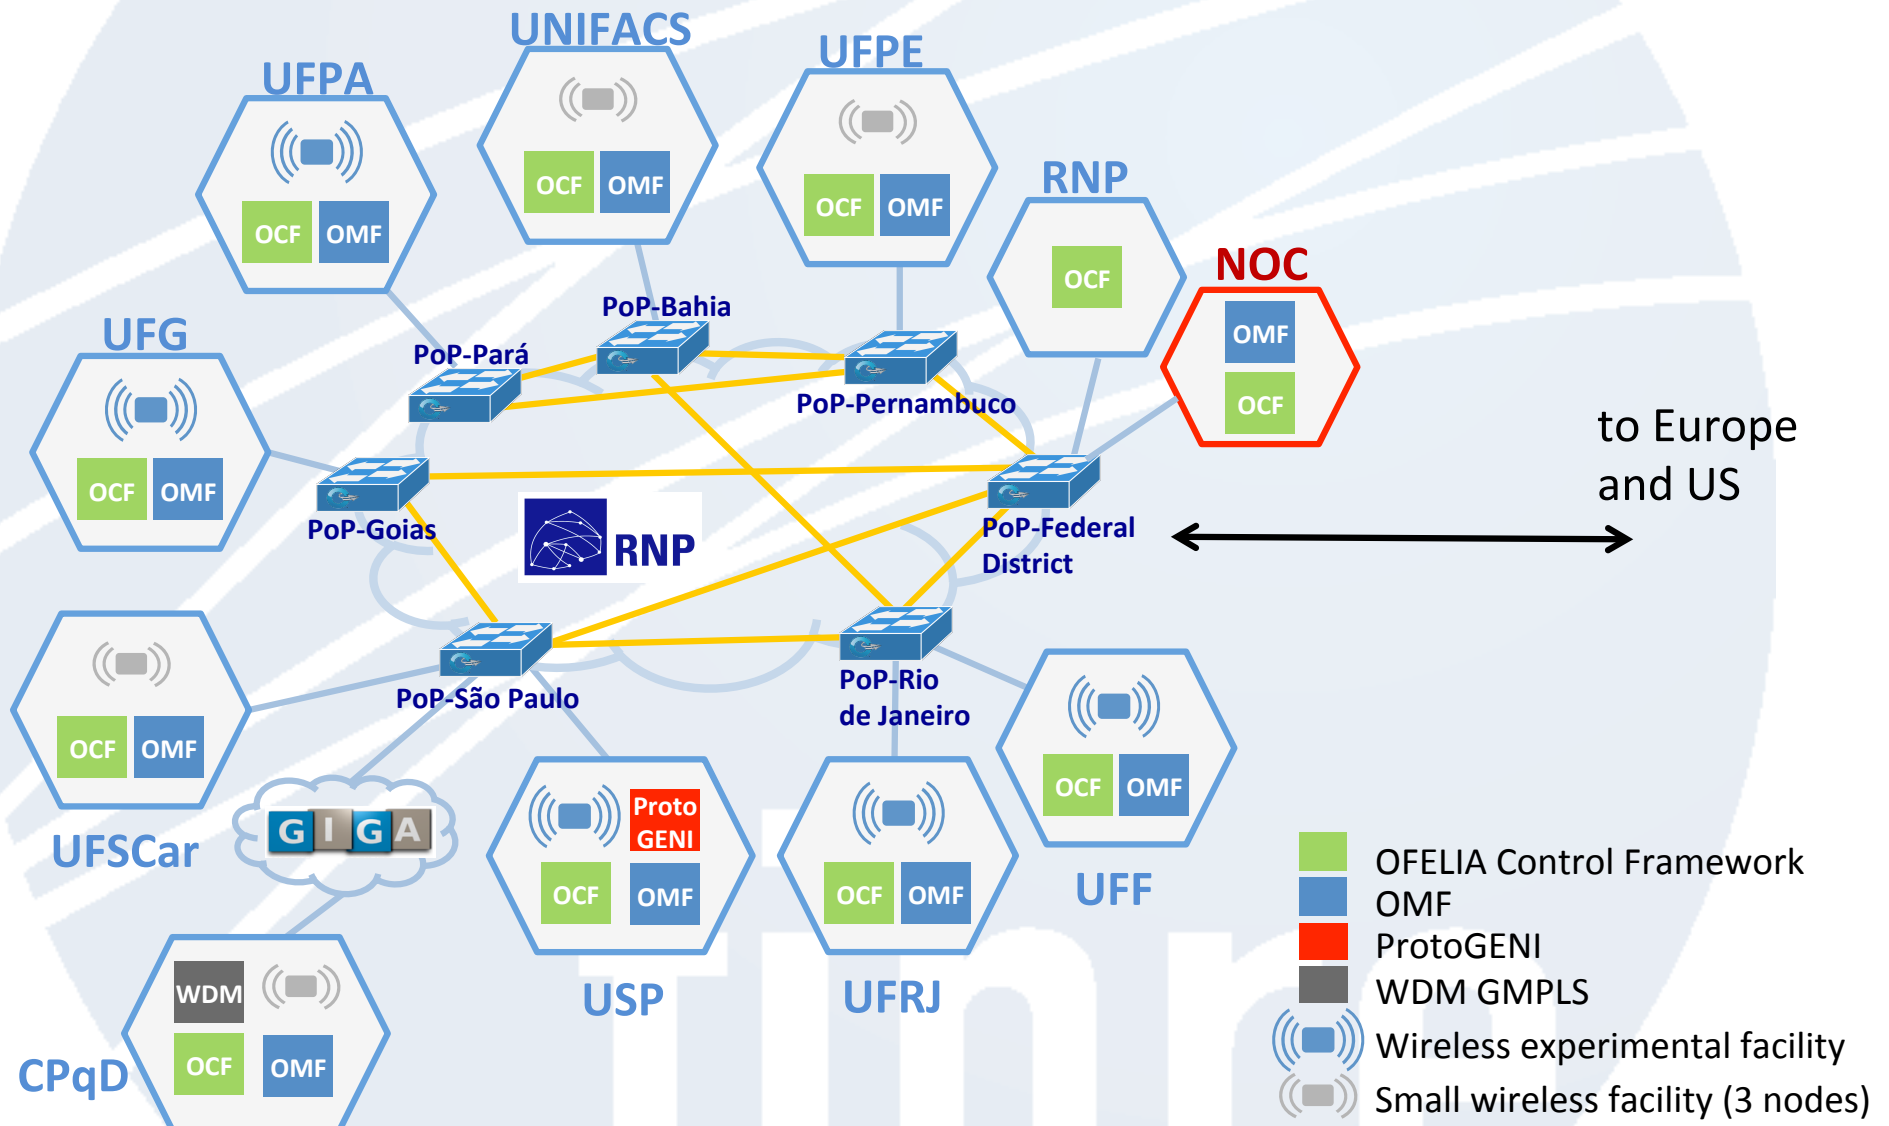 UNIFACS
UFPE
UFPA
OCF OMF
OCF OMF
OCF OMF
RNP
OCF
NOC
OMF
OCF
PoP-Bahia
PoP-Pará
PoP-Pernambuco
UFG
OCF OMF
PoP-Goias
RNP
PoP-Federal
District
to Europe
and US
PoP-São Paulo
PoP-Rio
de Janeiro
OCF OMF
UFSCar
GIGA
Proto
GENI
OCF OMF
USP
OCF OMF
UFRJ
OCF OMF
UFF
WDM
OCF OMF
CPqD
OFELIA Control Framework
OMF
ProtoGENI
WDM GMPLS
Wireless experimental facility
Small wireless facility (3 nodes)
fibre